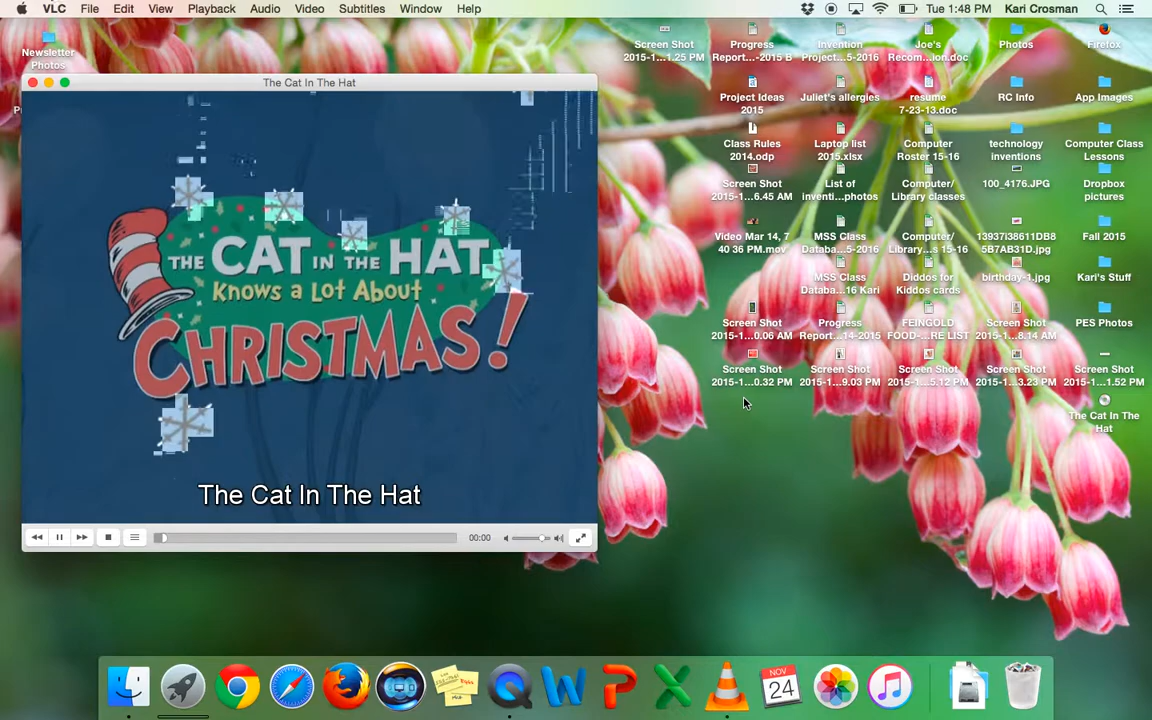 VLC File Edit View Playback Audio Video Subtitles Window Help Tue 1:48 PM Kari Crosman
Newsletter
Photos
The Cat In The Hat
THE CAT IN THE HAT
Knows a Lot About
CHRISTMAS!
The Cat In The Hat
00:00
Screen Shot
2015-1...1.25 PM
Progress
Report...-2015 B
Invention
Project...5-2016
Joe's
Recom...ion.doc
Photos
Firefox
Project Ideas
2015
Juliet's allergies
resume
7-23-13.doc
RC Info
App Images
Class Rules
2014.odp
Laptop list
2015.xlsx
Computer
Roster 15-16
technology
inventions
Computer Class
Lessons
Screen Shot
2015-1...6.45 AM
List of
inventi...photos
Computer/
Library classes
100_4176.JPG
Dropbox
pictures
Video Mar 14, 7
40 36 PM.mov
MSS Class
Databa...5-2016
Computer/
Library...s 15-16
13937I38611DB8
5B7AB31D.jpg
Fall 2015
MSS Class
Databa...16 Kari
Diddos for
Kiddos cards
birthday-1.jpg
Kari's Stuff
Screen Shot
2015-1...0.06 AM
Progress
Report...14-2015
FEINGOLD
FOOD-...RE LIST
Screen Shot
2015-1...8.14 AM
PES Photos
Screen Shot
2015-1...0.32 PM
Screen Shot
2015-1...9.03 PM
Screen Shot
2015-1...5.12 PM
Screen Shot
2015-1...3.23 PM
Screen Shot
2015-1...1.52 PM
The Cat In The
Hat
NOV
24